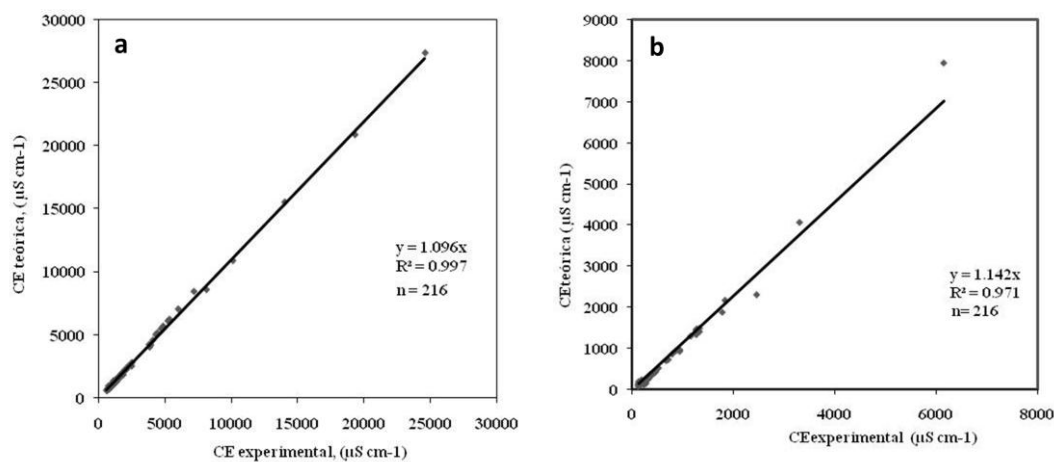 a
30000
25000
20000
15000
10000
5000
0
CE teórica, (µS cm-1)
y = 1.096x
R² = 0.997
n= 216
0 5000 10000 15000 20000 25000 30000
CE experimental, (µS cm-1)
b
9000
8000
7000
6000
5000
4000
3000
2000
1000
0
CEteórica (µS cm-1)
y = 1.142x
R² = 0.971
n= 216
0 2000 4000 6000 8000
CEexperimental (µS cm-1)